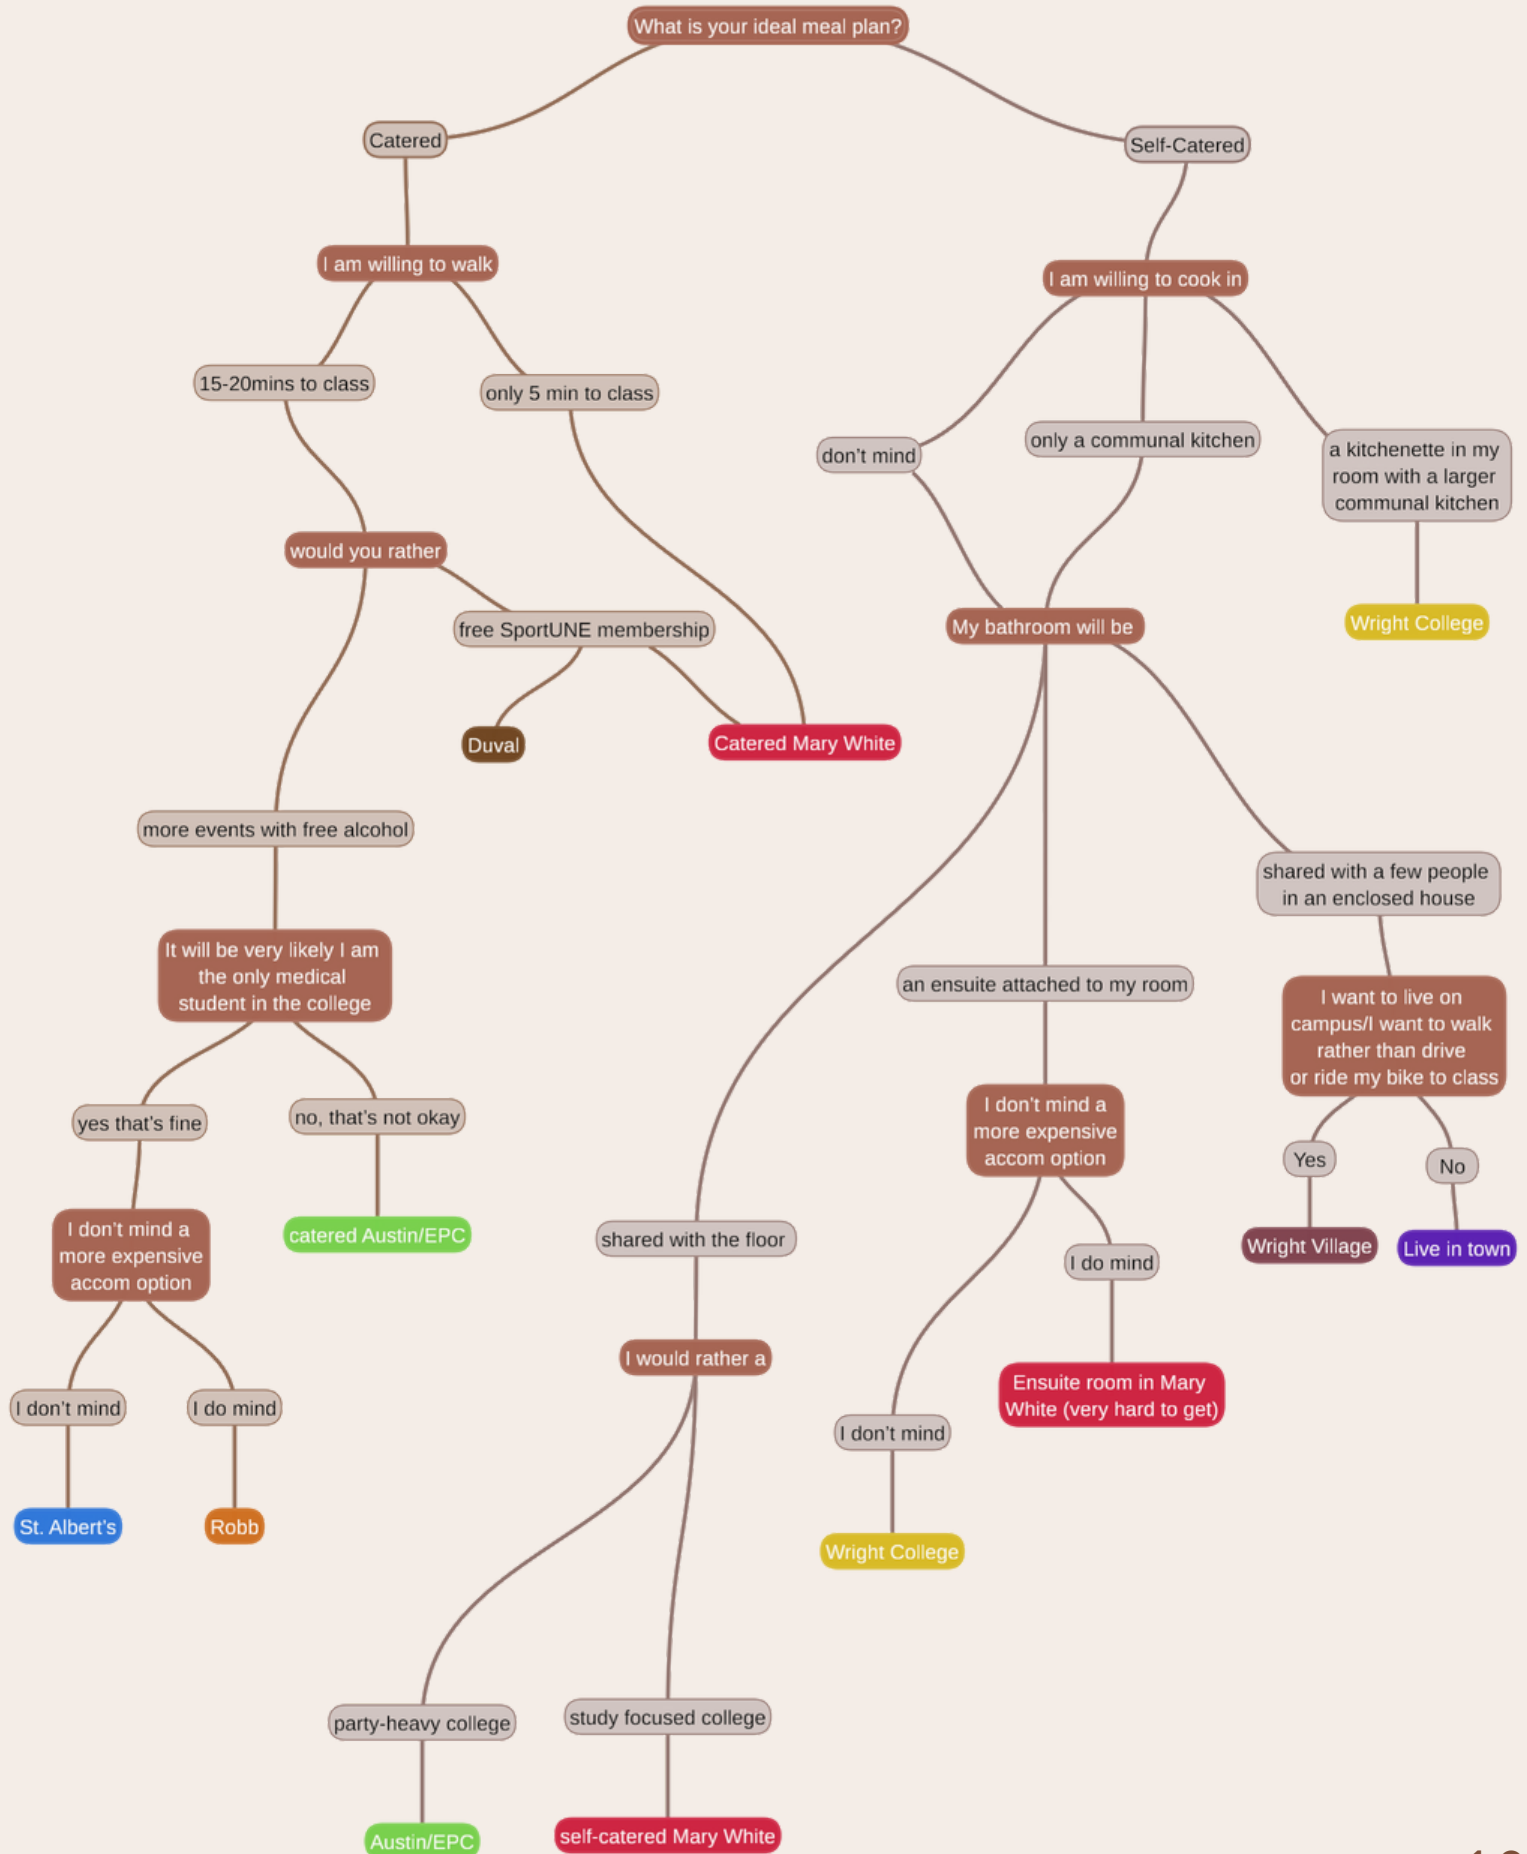 What is your ideal meal plan?
Catered
Self-Catered
I am willing to walk
I am willing to cook in
15-20mins to class
only 5 min to class
don't mind
only a communal kitchen
a kitchenette in my
room with a larger
communal kitchen
would you rather
free SportUNE membership
My bathroom will be
Wright College
Duval
Catered Mary White
more events with free alcohol
shared with a few people
in an enclosed house
It will be very likely I am
the only medical
student in the college
an ensuite attached to my room
I want to live on
campus/I want to walk
rather than drive
or ride my bike to class
yes that's fine
no, that's not okay
I don't mind a
more expensive
accom option
Yes
No
I don't mind a
more expensive
accom option
catered Austin/EPC
shared with the floor
I do mind
Wright Village
Live in town
I would rather a
Ensuite room in Mary
White (very hard to get)
I don't mind
I do mind
I don't mind
St. Albert's
Robb
Wright College
party-heavy college
study focused college
Austin/EPC
self-catered Mary White